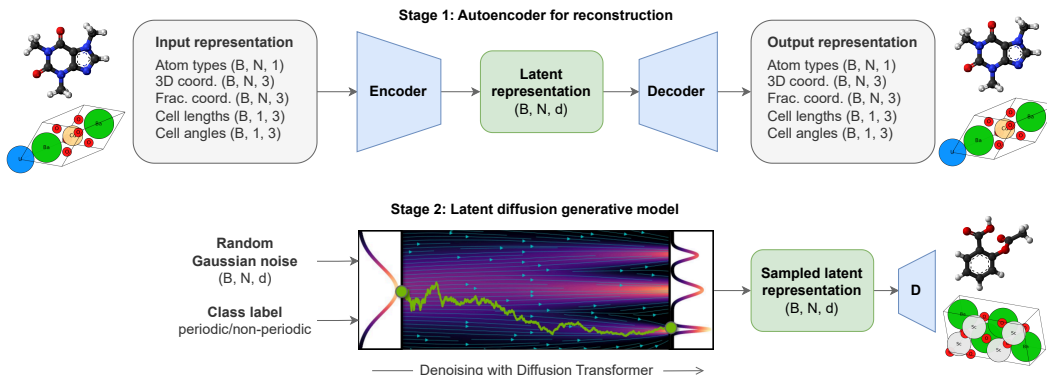 Stage 1: Autoencoder for reconstruction
Input representation
Atom types (B, N, 1)
3D coord. (B, N, 3)
Frac. coord. (B, N, 3)
Cell lengths (B, 1, 3)
Cell angles (B, 1, 3)
Encoder
Latent
representation
(B, N, d)
Decoder
Output representation
Atom types (B, N, 1)
3D coord. (B, N, 3)
Frac. coord. (B, N, 3)
Cell lengths (B, 1, 3)
Cell angles (B, 1, 3)
Stage 2: Latent diffusion generative model
Random
Gaussian noise
(B, N, d)
Class label
periodic/non-periodic
Denoising with Diffusion Transformer
Sampled latent
representation
(B, N, d)
D